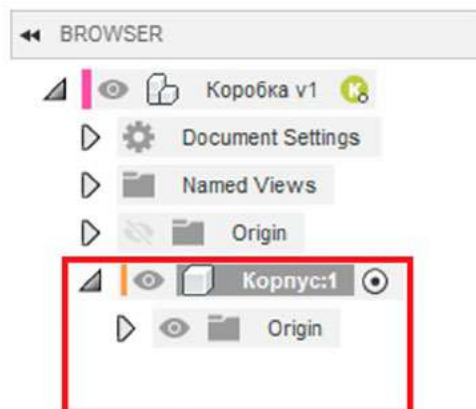 BROWSER
Коробка v1 K
Document Settings
Named Views
Origin
Корпус:1
Origin